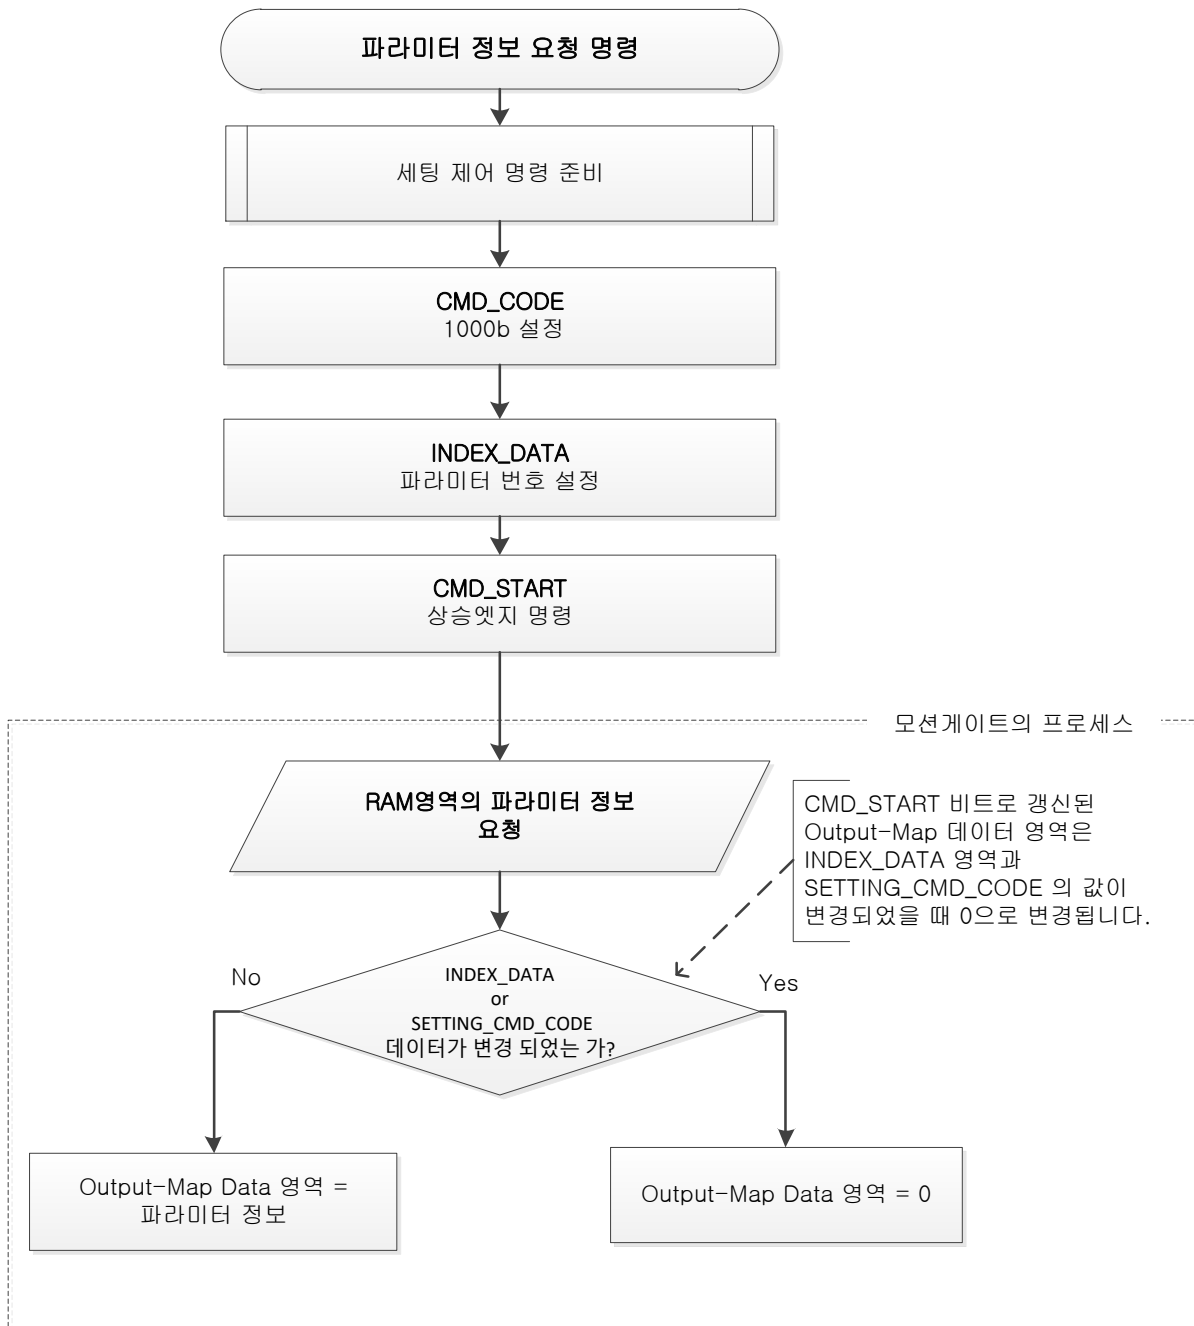 파라미터 정보 요청 명령
세팅 제어 명령 준비
CMD_CODE
1000b 설정
INDEX_DATA
파라미터 번호 설정
CMD_START
상승엣지 명령
모션게이트의 프로세스
RAM영역의 파라미터 정보
요청
CMD_START 비트로 갱신된
Output-Map 데이터 영역은
INDEX_DATA 영역과
SETTING_CMD_CODE 의 값이
변경되었을 때 0으로 변경됩니다.
No
INDEX_DATA
or
SETTING_CMD_CODE
데이터가 변경 되었는 가?
Yes
Output-Map Data 영역 =
파라미터 정보
Output-Map Data 영역 = 0